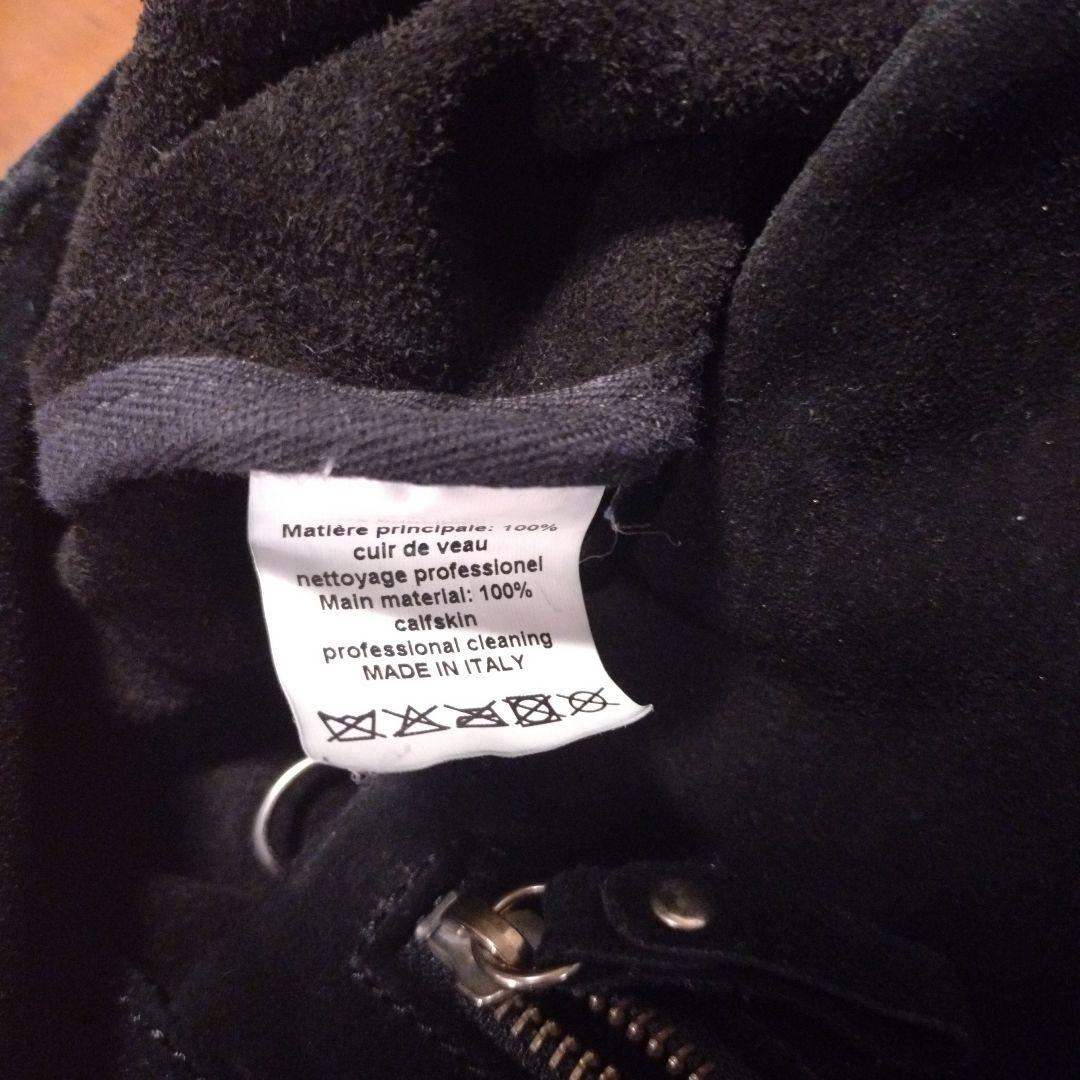 Matière principale: 100%
cuir de veau
nettoyage professionel
Main material: 100%
calfskin
professional cleaning
MADE IN ITALY